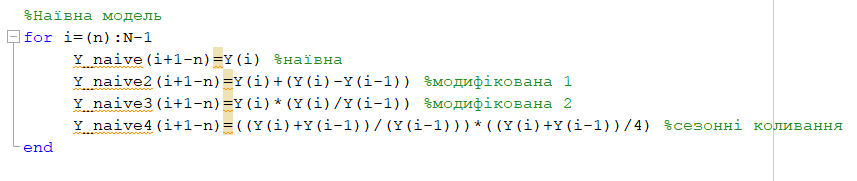 %Наївна модель
for i=(n):N-1
Y_naive(i+1-n)=Y(i) %наївна
Y_naive2(i+1-n)=Y(i)+(Y(i)-Y(i-1)) %модифікована 1
Y_naive3(i+1-n)=Y(i)*(Y(i)/Y(i-1)) %модифікована 2
Y_naive4(i+1-n)=((Y(i)+Y(i-1))/(Y(i-1)))*((Y(i)+Y(i-1))/4) %сезонні коливання
end